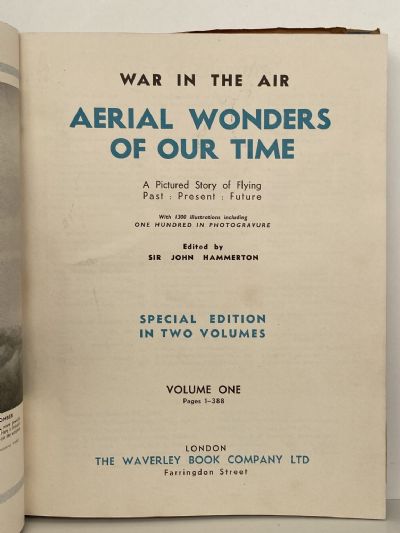 WAR IN THE AIR
AERIAL WONDERS
OF OUR TIME
A Pictured Story of Flying
Past : Present : Future
With 1300 illustrations including
ONE HUNDRED IN PHOTOGRAVURE
Edited by
SIR JOHN HAMMERTON
SPECIAL EDITION
IN TWO VOLUMES
VOLUME ONE
Pages 1-388
LONDON
THE WAVERLEY BOOK COMPANY LTD
Farringdon Street